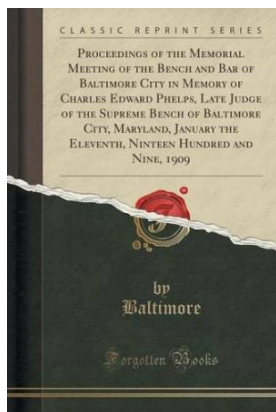 CLASSIC REPRINT SERIES
PROCEEDINGS OF THE MEMORIAL
MEETING OF THE BENCH AND BAR OF
BALTIMORE CITY IN MEMORY OF
CHARLES EDWARD PHELPS, LATE JUDGE
OF THE SUPREME BENCH OF BALTIMORE
CITY, MARYLAND, JANUARY THE
ELEVENTH, NINTEEN HUNDRED AND
NINE, 1909
by
Baltimore
Forgotten Books